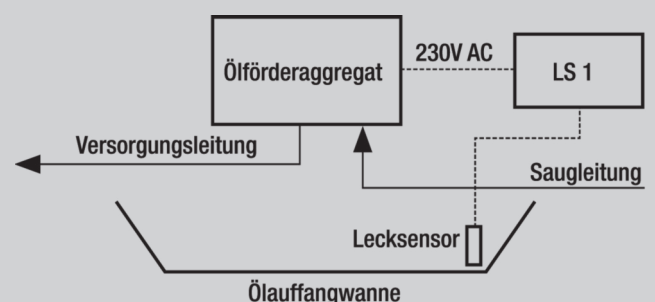 230V AC
Ölförderaggregat
LS 1
Versorgungsleitung
Saugleitung
Lecksensor
Ölauffangwanne